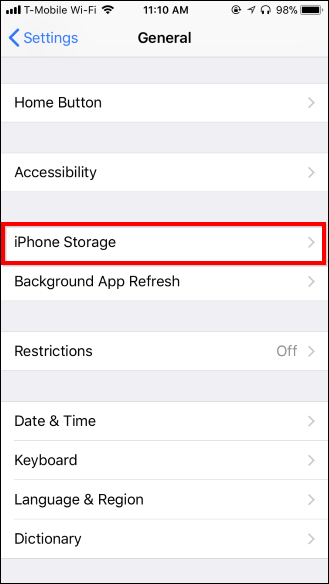 T-Mobile Wi-Fi 11:10 AM 98%
Settings General
Home Button
Accessibility
iPhone Storage
Background App Refresh
Restrictions Off
Date & Time
Keyboard
Language & Region
Dictionary